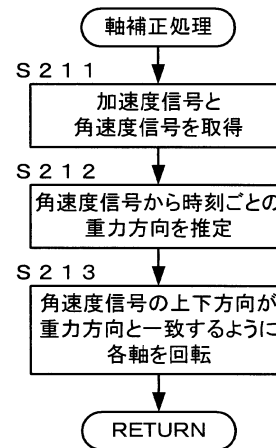 軸補正処理
S211
加速度信号と
角速度信号を取得
S212
角速度信号から時刻ごとの
重力方向を推定
S213
角速度信号の上下方向が
重力方向と一致するように
各軸を回転
RETURN